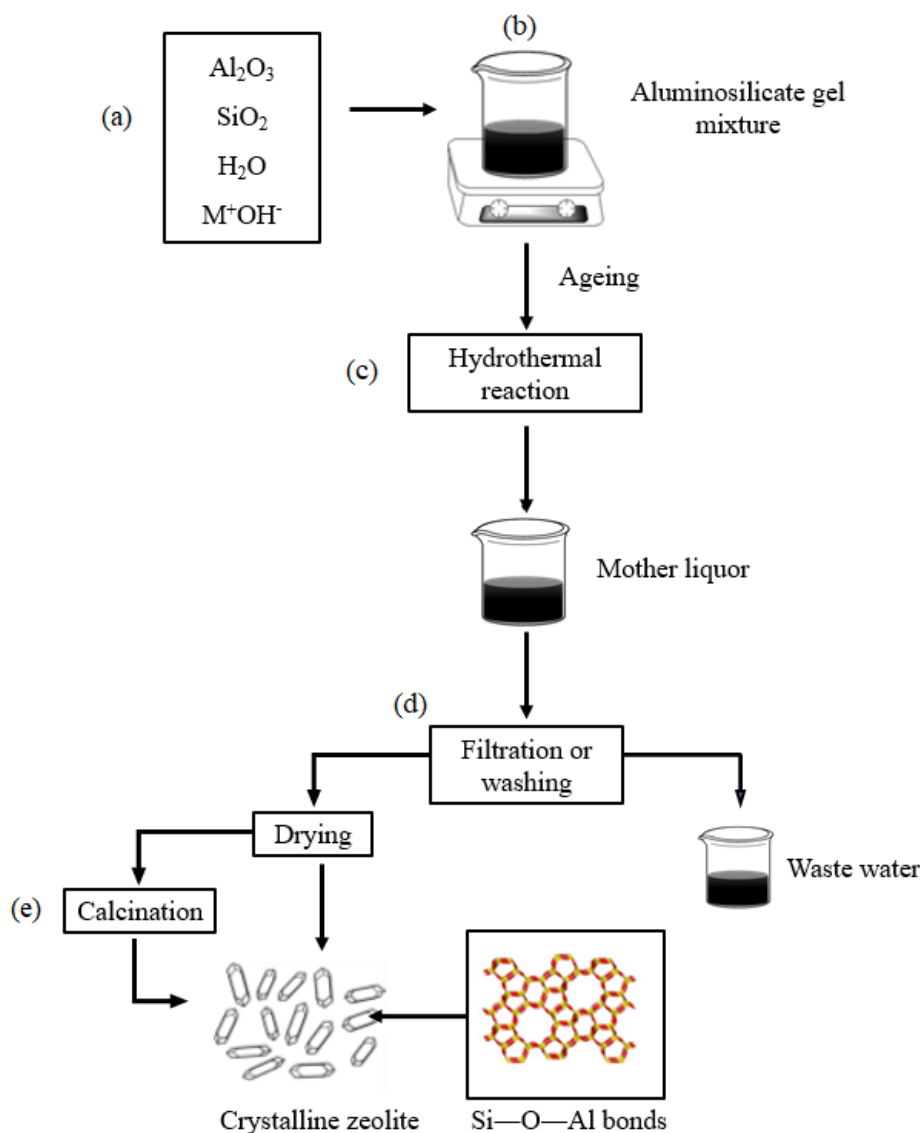 (a)
Al₂O₃
SiO₂
H₂O
M⁺OH⁻
(b)
Aluminosilicate gel
mixture
Ageing
(c)
Hydrothermal
reaction
Mother liquor
(d)
Filtration or
washing
Drying
Waste water
(e)
Calcination
Crystalline zeolite
Si—O—Al bonds